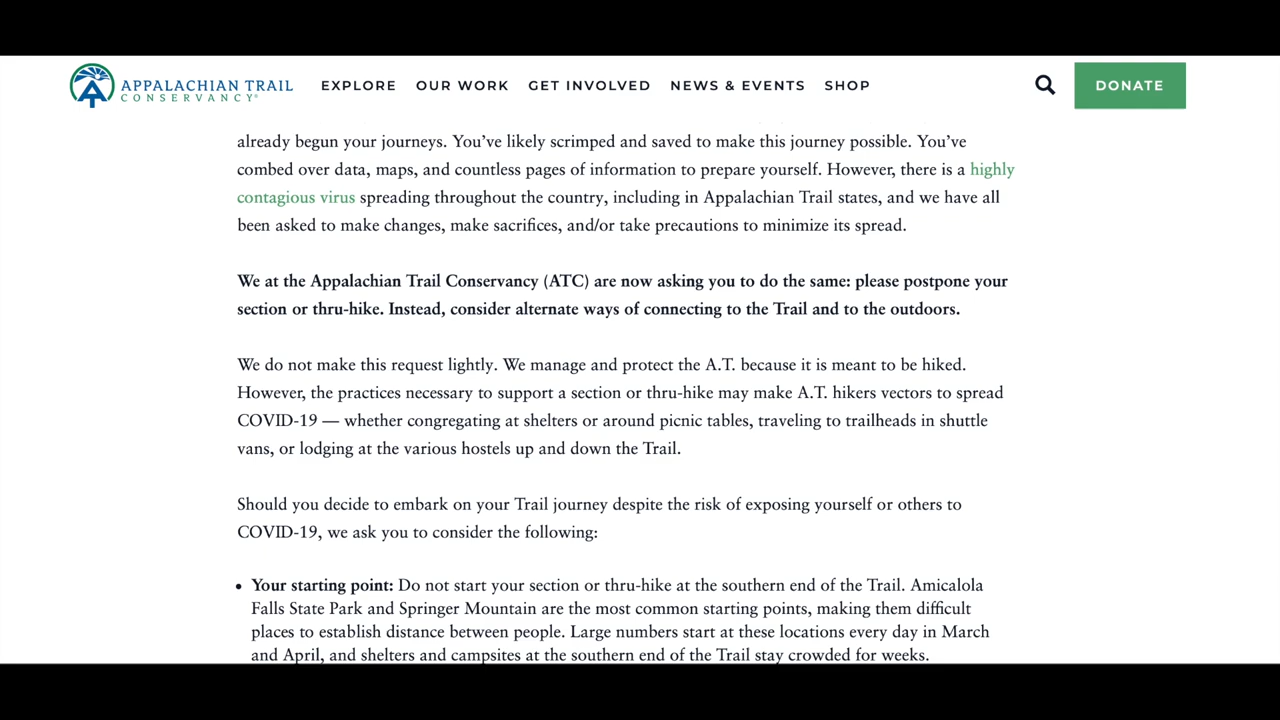 APPALACHIAN TRAIL
CONSERVANCY®
EXPLORE OUR WORK GET INVOLVED NEWS & EVENTS SHOP
DONATE
already begun your journeys. You’ve likely scrimped and saved to make this journey possible. You’ve
combed over data, maps, and countless pages of information to prepare yourself. However, there is a highly
contagious virus spreading throughout the country, including in Appalachian Trail states, and we have all
been asked to make changes, make sacrifices, and/or take precautions to minimize its spread.
We at the Appalachian Trail Conservancy (ATC) are now asking you to do the same: please postpone your
section or thru-hike. Instead, consider alternate ways of connecting to the Trail and to the outdoors.
We do not make this request lightly. We manage and protect the A.T. because it is meant to be hiked.
However, the practices necessary to support a section or thru-hike may make A.T. hikers vectors to spread
COVID-19 — whether congregating at shelters or around picnic tables, traveling to trailheads in shuttle
vans, or lodging at the various hostels up and down the Trail.
Should you decide to embark on your Trail journey despite the risk of exposing yourself or others to
COVID-19, we ask you to consider the following:
• Your starting point: Do not start your section or thru-hike at the southern end of the Trail. Amicalola
Falls State Park and Springer Mountain are the most common starting points, making them difficult
places to establish distance between people. Large numbers start at these locations every day in March
and April, and shelters and campsites at the southern end of the Trail stay crowded for weeks.